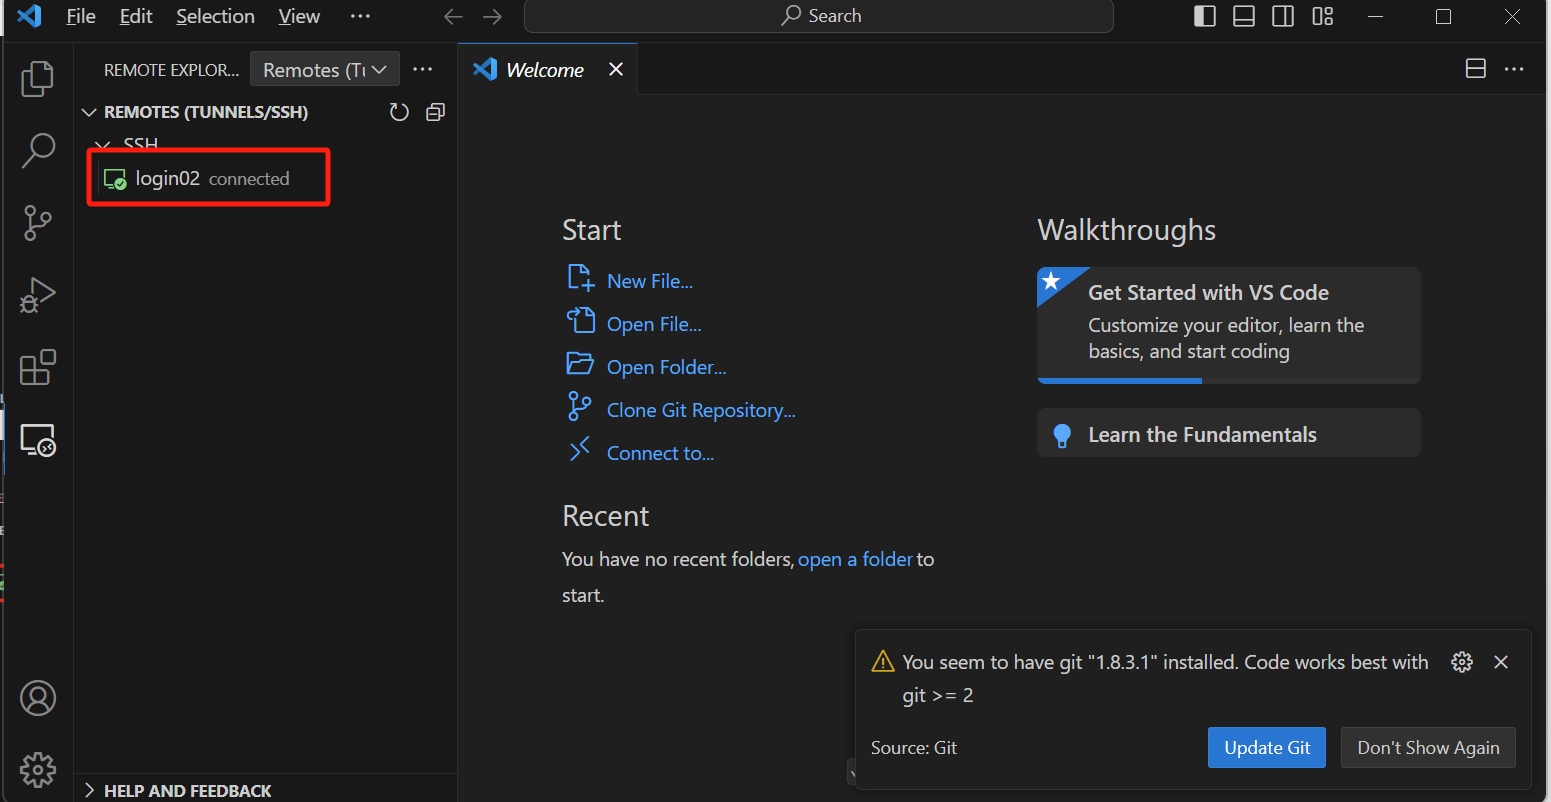 File Edit Selection View ··· Search
REMOTE EXPLOR... Remotes (Tu ···
Welcome
REMOTES (TUNNELS/SSH)
SSH
login02 connected
Start
New File...
Open File...
Open Folder...
Clone Git Repository...
Connect to...
Recent
You have no recent folders, open a folder to
start.
Walkthroughs
Get Started with VS Code
Customize your editor, learn the
basics, and start coding
Learn the Fundamentals
You seem to have git "1.8.3.1" installed. Code works best with
git >= 2
Source: Git
Update Git
Don't Show Again
HELP AND FEEDBACK